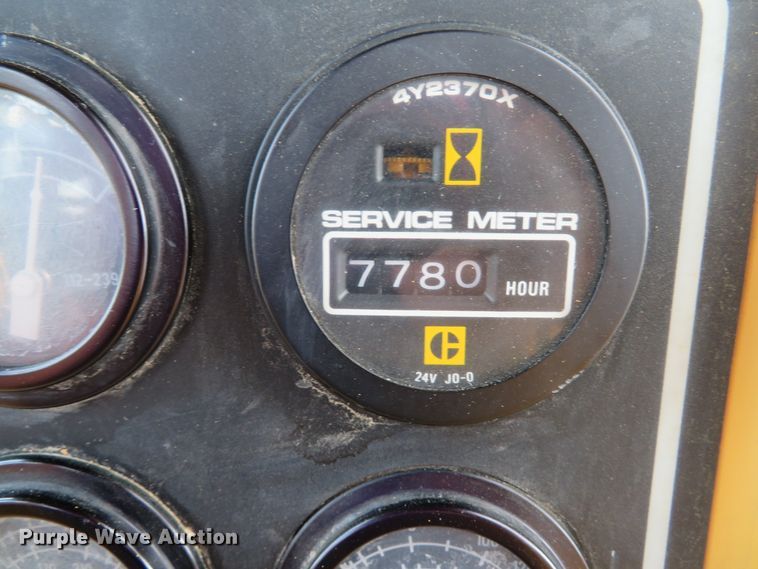 4Y2370X
SERVICE METER
7780 HOUR
24V JO-O
Purple Wave Auction